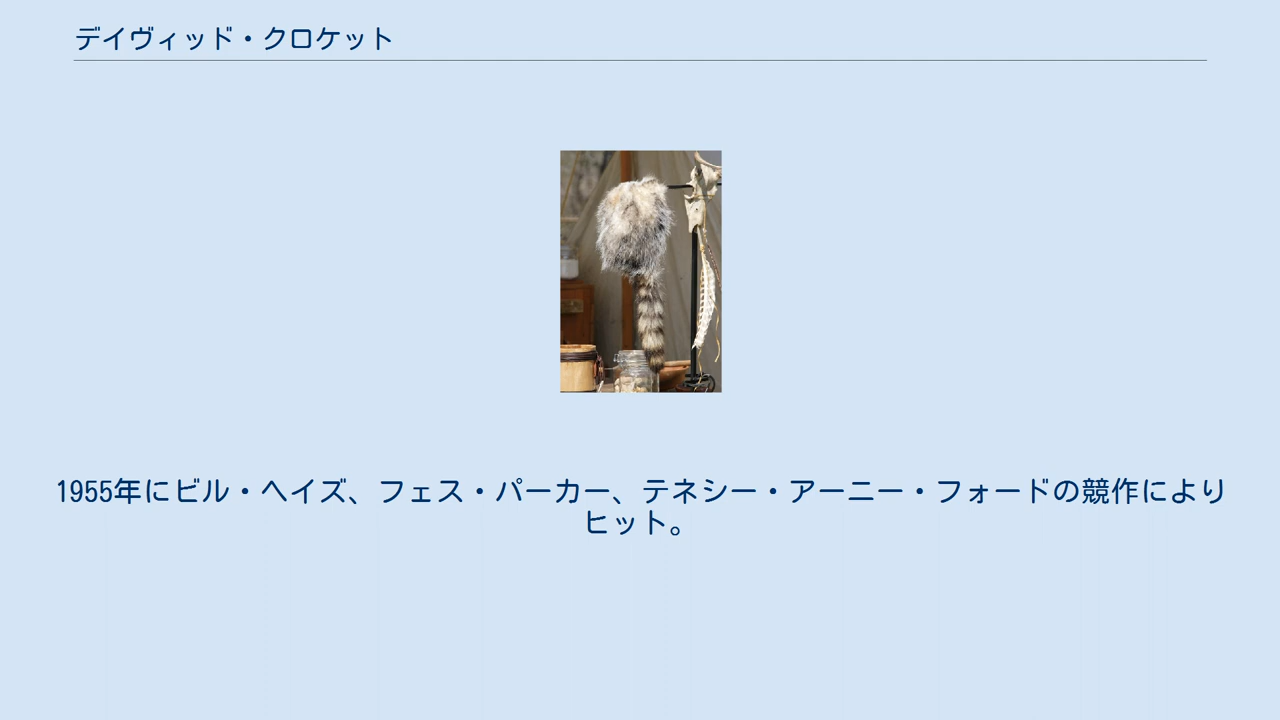 デイヴィッド・クロケット
1955年にビル・ヘイズ、フェス・パーカー、テネシー・アーニー・フォードの競作により
ヒット。